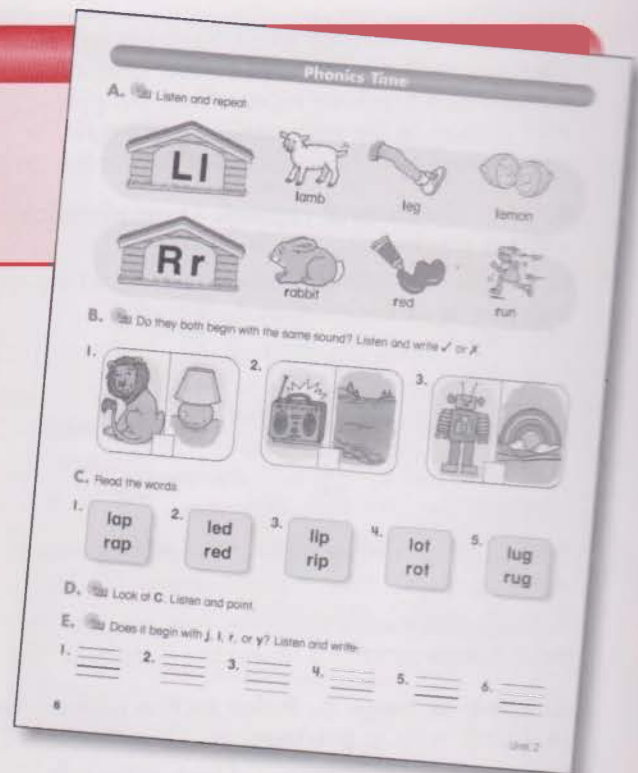 Phonics Time
A. Listen and repeat.
Ll
lamb leg lemon
Rr
rabbit red run
B. Do they both begin with the same sound? Listen and write ✓ or ✗.
1. 2. 3.
C. Read the words.
1. 2. 3. 4. 5.
lap led lip lot lug
rap red rip rot rug
D. Look at C. Listen and point.
E. Does it begin with j, l, r, or y? Listen and write.
1. 2. 3. 4. 5. 6.
6 Unit 2